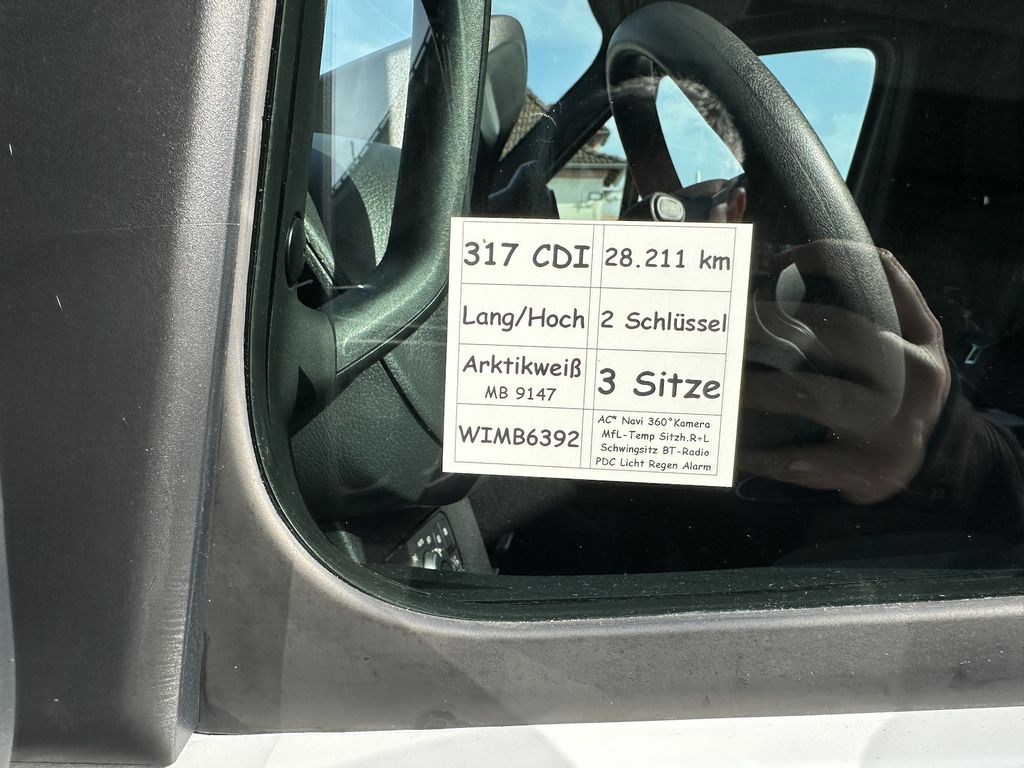 317 CDI
28.211 km
Lang/Hoch
2 Schlüssel
Arktikweiß
MB 9147
3 Sitze
WIMB6392
AC* Navi 360°Kamera
MfL-Temp Sitzh.R+L
Schwingsitz BT-Radio
PDC Licht Regen Alarm